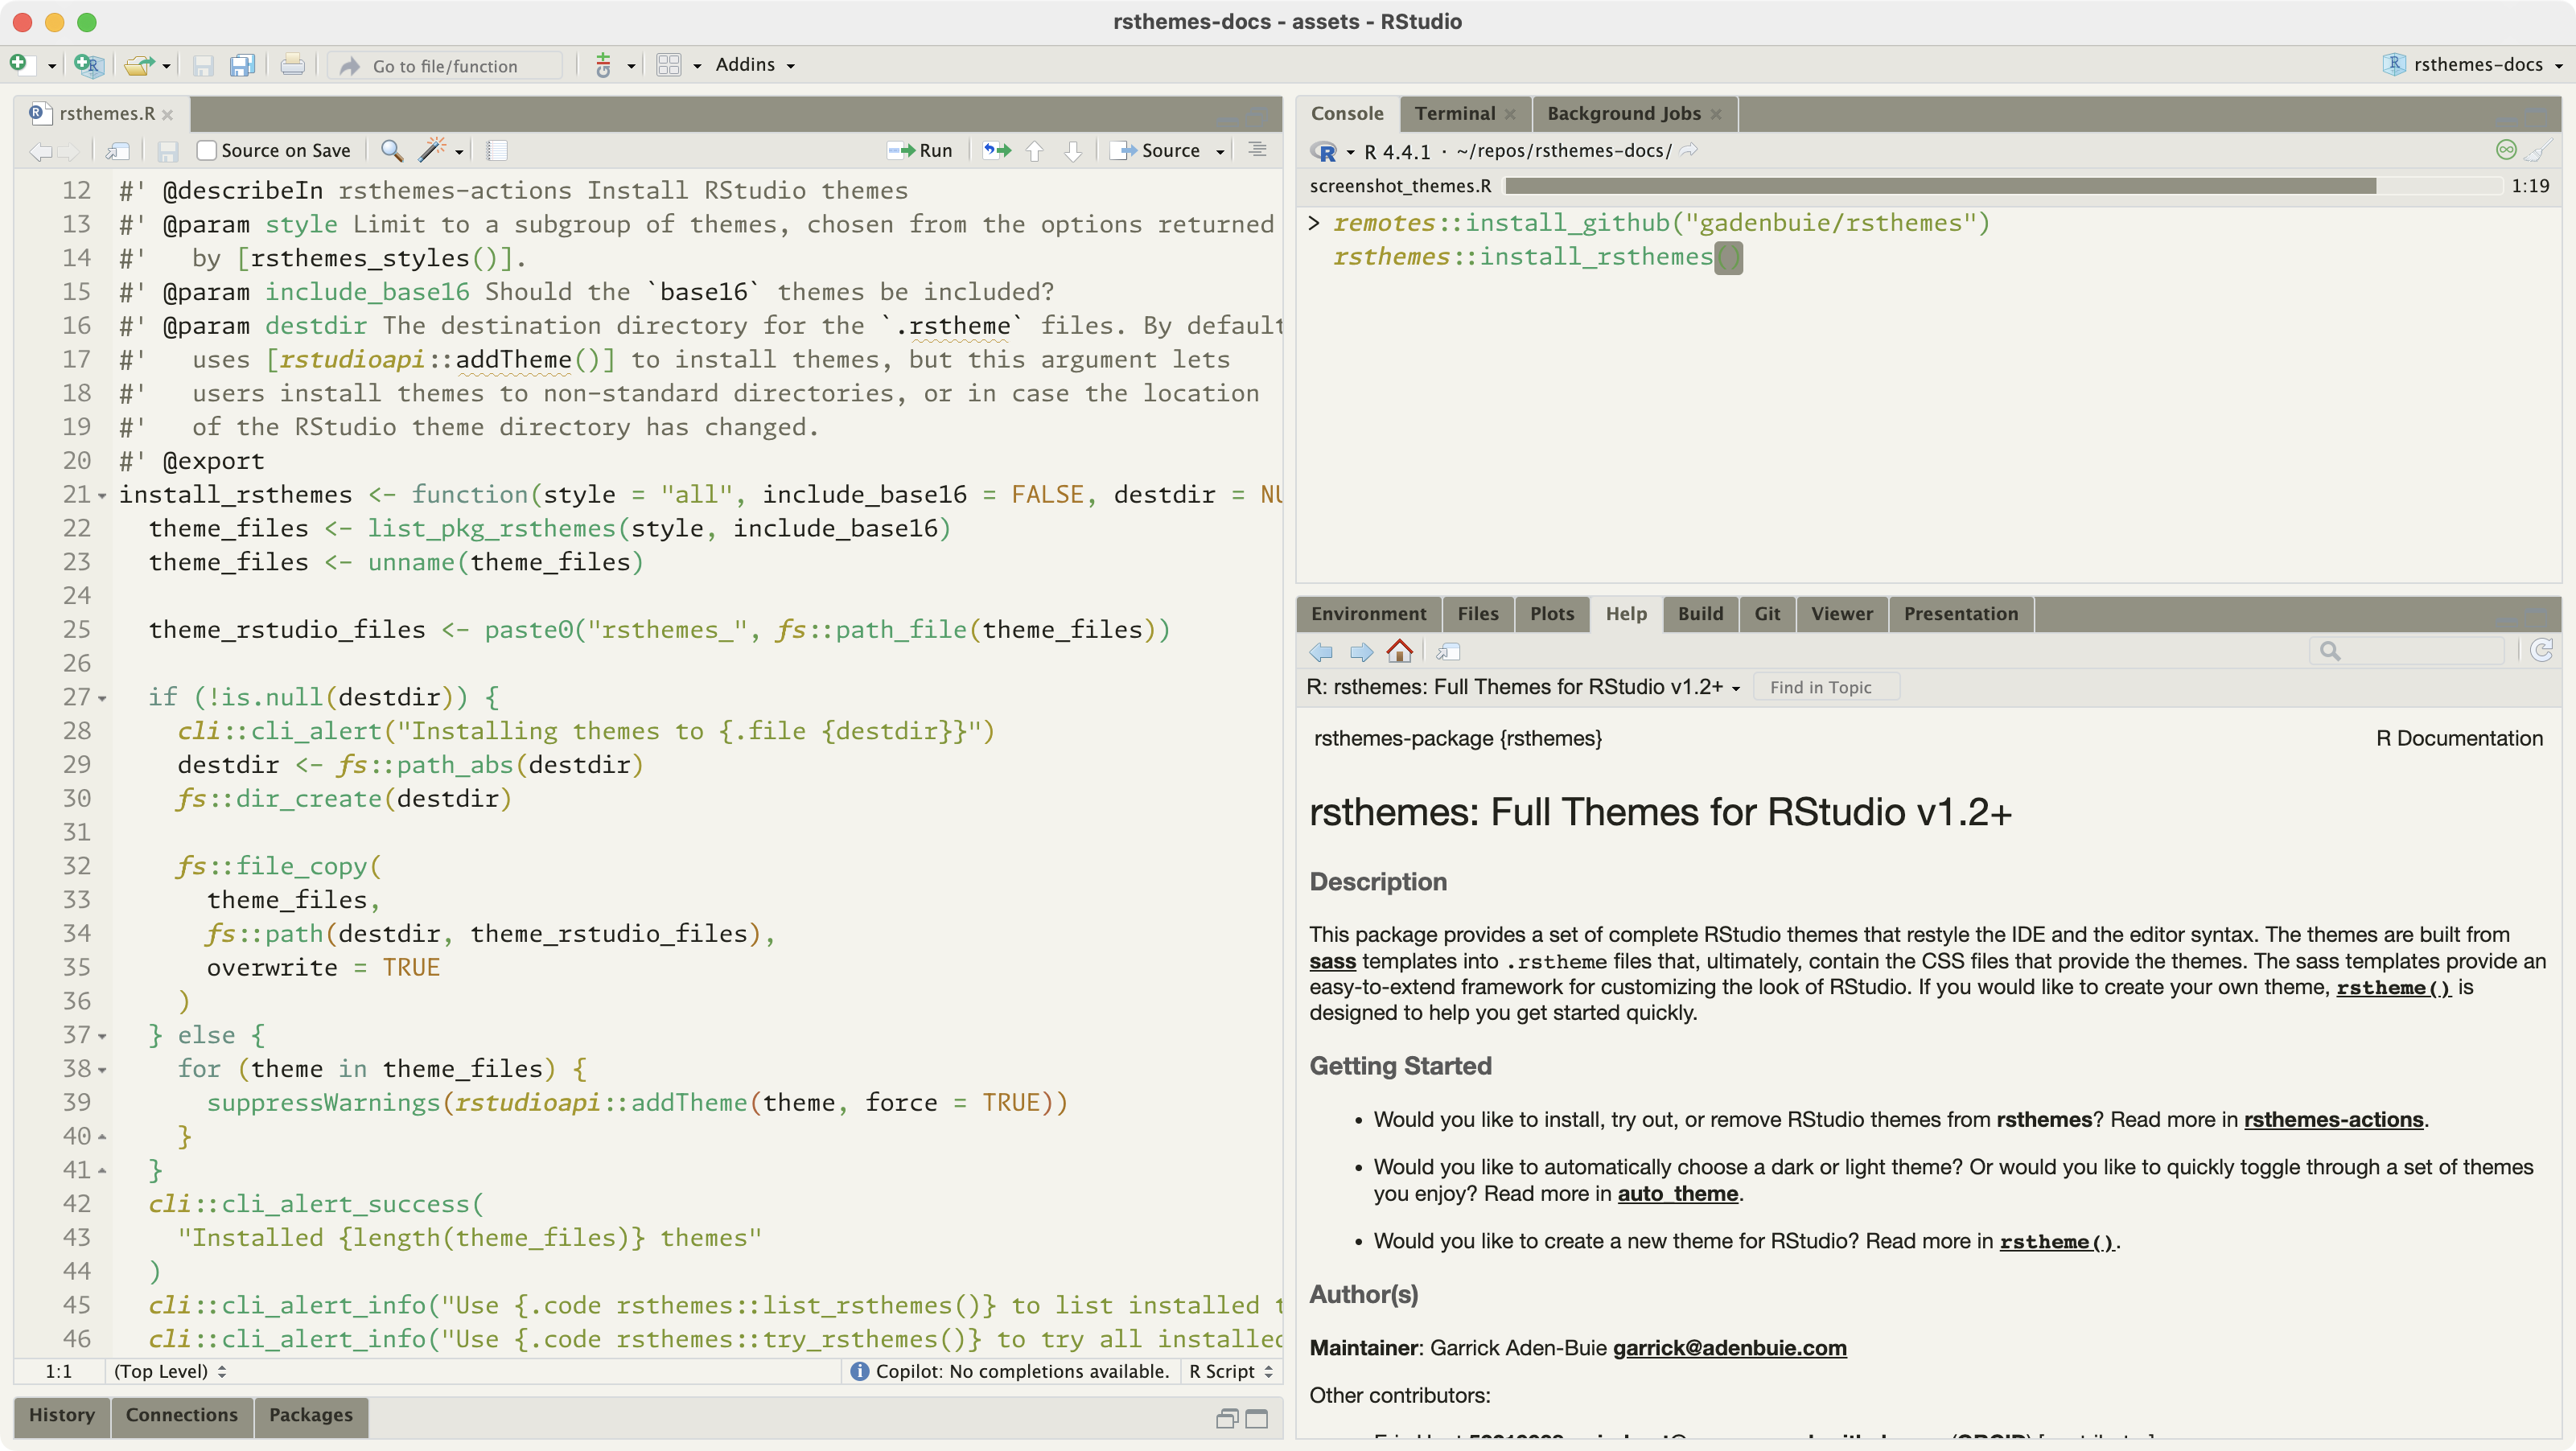 rsthemes-docs - assets - RStudio
Go to file/function
Addins
rsthemes-docs
rsthemes.R
Source on Save
Run
Source
12 #' @describeIn rsthemes-actions Install RStudio themes
13 #' @param style Limit to a subgroup of themes, chosen from the options returned
14 #'   by [rsthemes_styles()].
15 #' @param include_base16 Should the `base16` themes be included?
16 #' @param destdir The destination directory for the `.rstheme` files. By default
17 #'   uses [rstudioapi::addTheme()] to install themes, but this argument lets
18 #'   users install themes to non-standard directories, or in case the location
19 #'   of the RStudio theme directory has changed.
20 #' @export
21 install_rsthemes <- function(style = "all", include_base16 = FALSE, destdir = NU
22   theme_files <- list_pkg_rsthemes(style, include_base16)
23   theme_files <- unname(theme_files)
24
25   theme_rstudio_files <- paste0("rsthemes_", fs::path_file(theme_files))
26
27   if (!is.null(destdir)) {
28     cli::cli_alert("Installing themes to {.file {destdir}}")
29     destdir <- fs::path_abs(destdir)
30     fs::dir_create(destdir)
31
32     fs::file_copy(
33       theme_files,
34       fs::path(destdir, theme_rstudio_files),
35       overwrite = TRUE
36     )
37   } else {
38     for (theme in theme_files) {
39       suppressWarnings(rstudioapi::addTheme(theme, force = TRUE))
40     }
41   }
42   cli::cli_alert_success(
43     "Installed {length(theme_files)} themes"
44   )
45   cli::cli_alert_info("Use {.code rsthemes::list_rsthemes()} to list installed t
46   cli::cli_alert_info("Use {.code rsthemes::try_rsthemes()} to try all installed
1:1 (Top Level) Copilot: No completions available. R Script
History Connections Packages
Console Terminal Background Jobs
R 4.4.1 · ~/repos/rsthemes-docs/
screenshot_themes.R 1:19
> remotes::install_github("gadenbuie/rsthemes")
rsthemes::install_rsthemes()
Environment Files Plots Help Build Git Viewer Presentation
R: rsthemes: Full Themes for RStudio v1.2+ Find in Topic
rsthemes-package {rsthemes} R Documentation
rsthemes: Full Themes for RStudio v1.2+
Description
This package provides a set of complete RStudio themes that restyle the IDE and the editor syntax. The themes are built from
sass templates into .rstheme files that, ultimately, contain the CSS files that provide the themes. The sass templates provide an
easy-to-extend framework for customizing the look of RStudio. If you would like to create your own theme, rstheme() is
designed to help you get started quickly.
Getting Started
• Would you like to install, try out, or remove RStudio themes from rsthemes? Read more in rsthemes-actions.
• Would you like to automatically choose a dark or light theme? Or would you like to quickly toggle through a set of themes
you enjoy? Read more in auto_theme.
• Would you like to create a new theme for RStudio? Read more in rstheme().
Author(s)
Maintainer: Garrick Aden-Buie garrick@adenbuie.com
Other contributors: